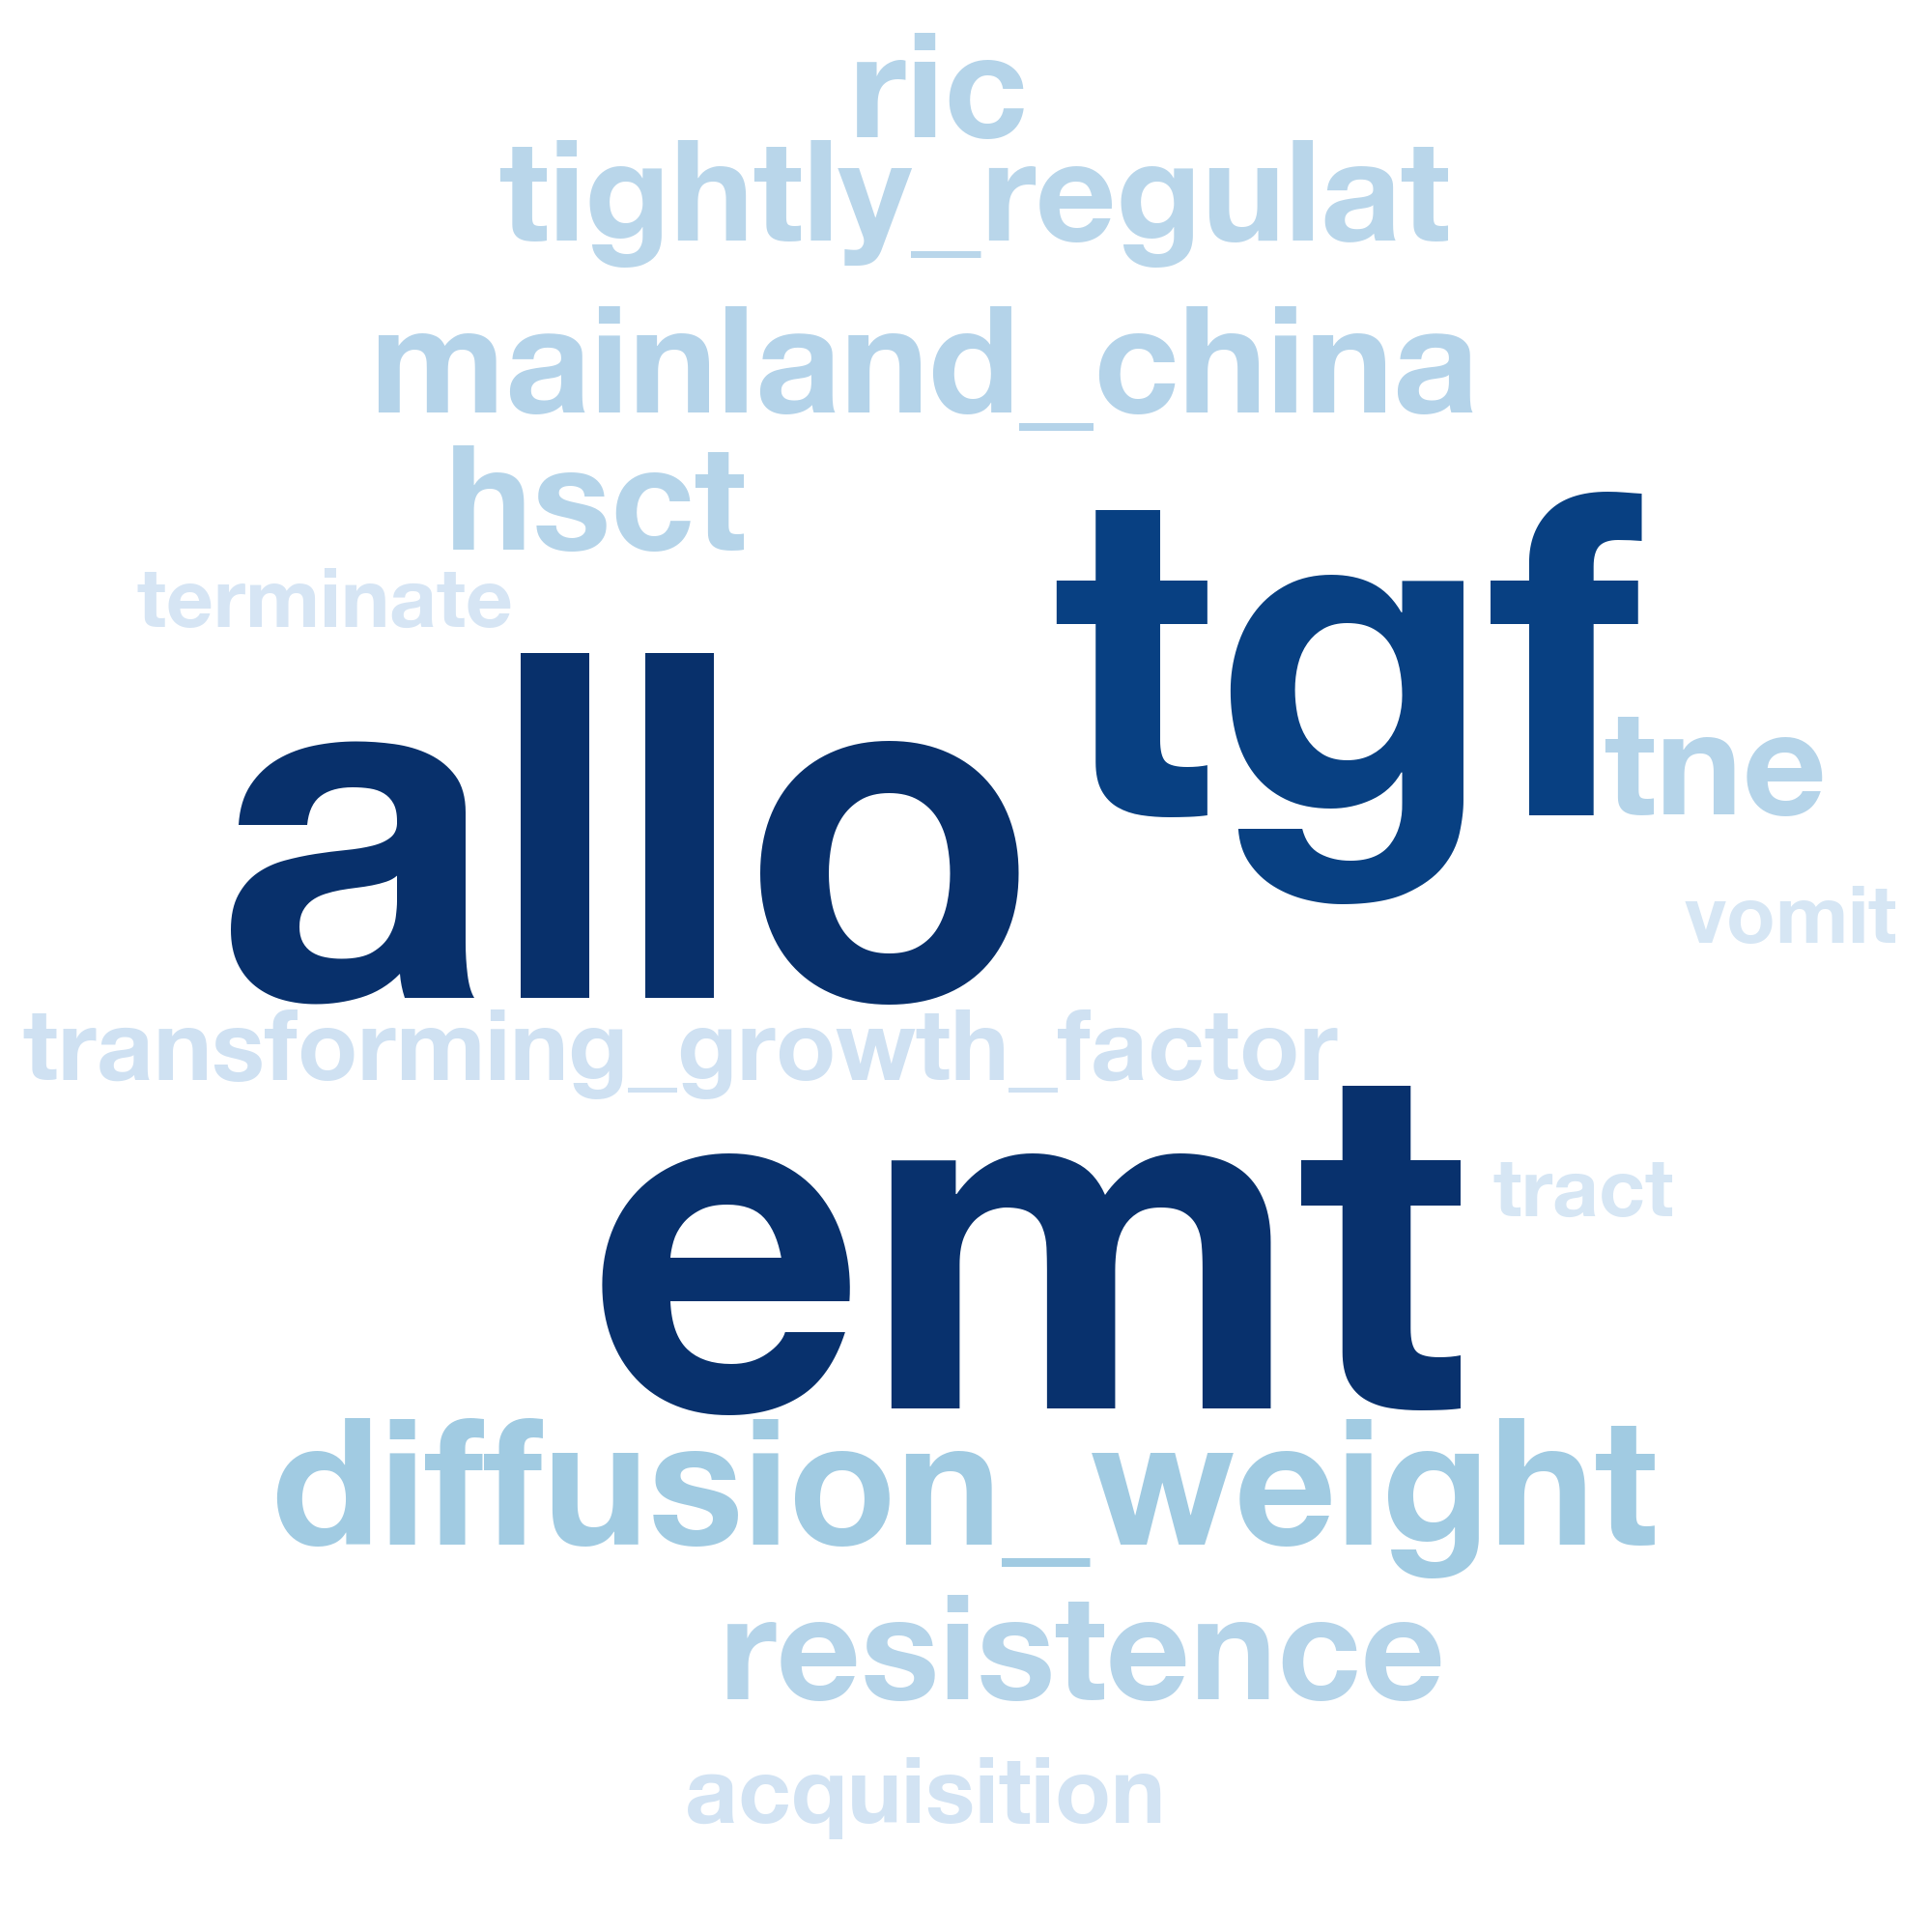 ric
tightly_regulat
mainland_china
hsct
tgf
terminate
allo
tne
vomit
transforming_growth_factor
emt
tract
diffusion_weight
resistence
acquisition